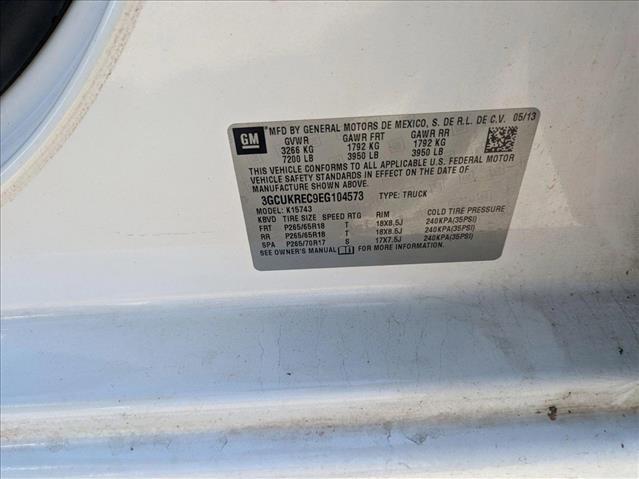 GM
MFD BY GENERAL MOTORS DE MEXICO, S. DE R.L. DE C.V. 05/13
GVWR GAWR FRT GAWR RR
3266 KG 1792 KG 1792 KG
7200 LB 3950 LB 3950 LB
THIS VEHICLE CONFORMS TO ALL APPLICABLE U.S. FEDERAL MOTOR
VEHICLE SAFETY, BUMPER, AND THEFT PREVENTION STANDARDS IN
EFFECT ON THE DATE OF MANUFACTURE SHOWN ABOVE.
3GCUKREC9EG104573 TYPE: TRUCK
MODEL: K15743
KBVD TIRE SIZE SPEED RTG RIM COLD TIRE PRESSURE
FRT P265/65R18 T 18X8.5J 240KPA(35PSI)
RR P265/65R18 T 18X8.5J 240KPA(35PSI)
SPA P265/70R17 S 17X7.5J 240KPA(35PSI)
SEE OWNER'S MANUAL FOR MORE INFORMATION.